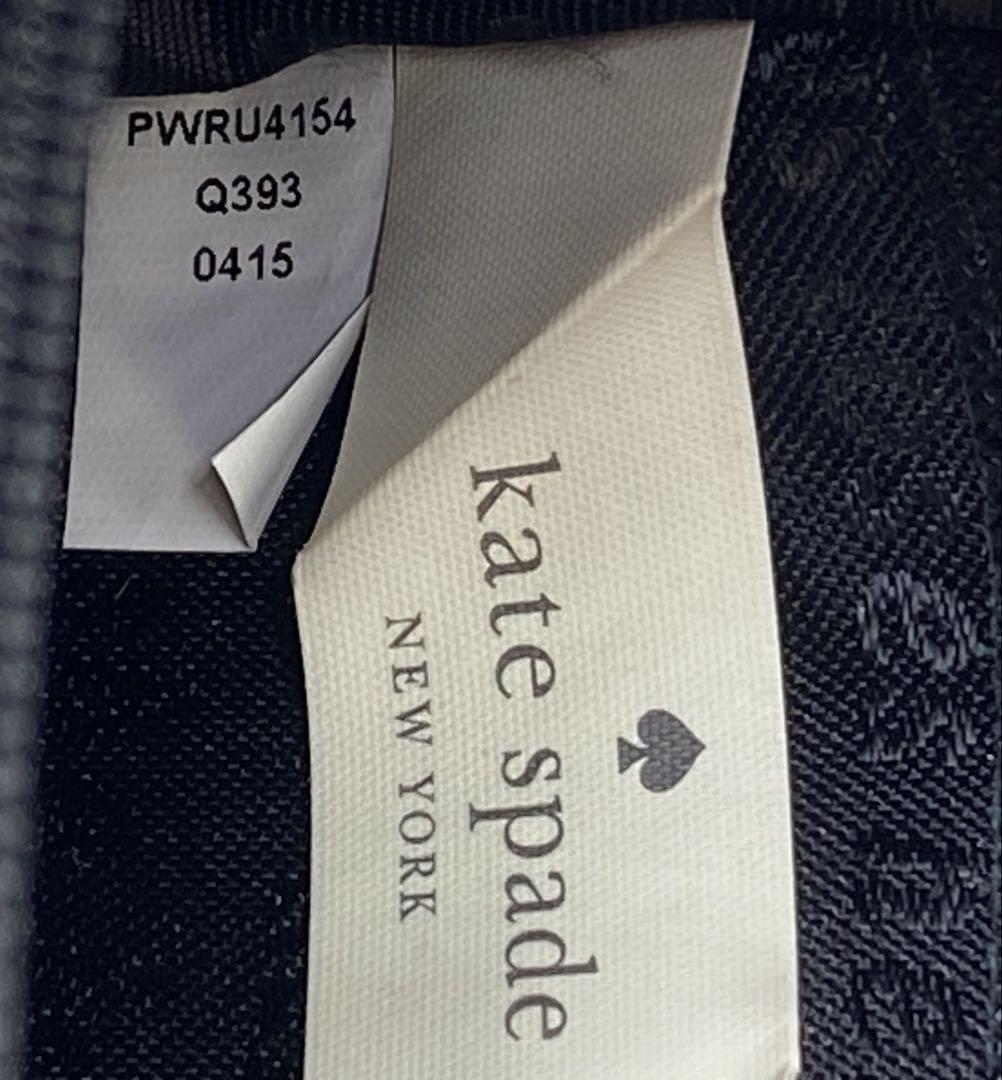 PWRU4154
Q393
0415
kate spade
NEW YORK